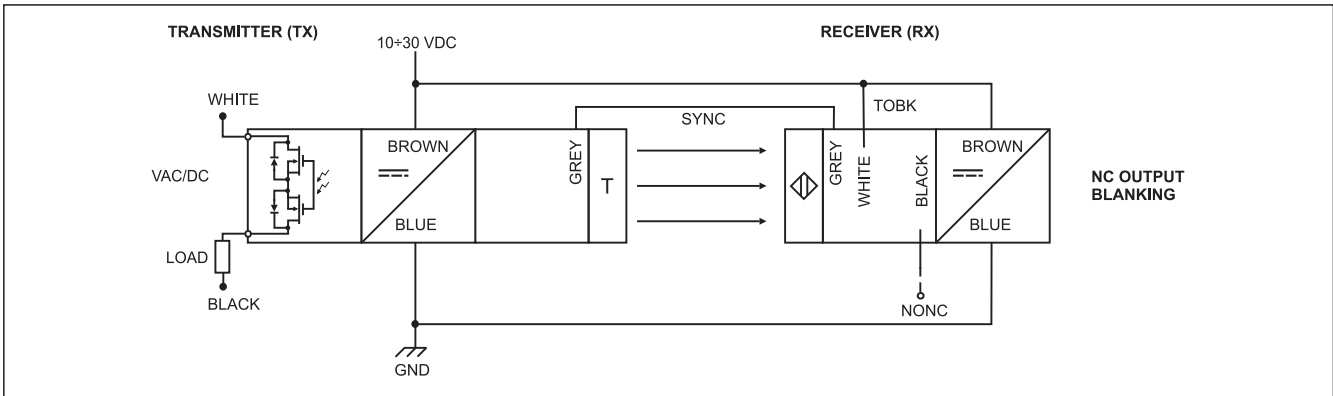 TRANSMITTER (TX)
RECEIVER (RX)
10÷30 VDC
WHITE
TOBK
SYNC
VAC/DC
BROWN
BLUE
GREY
T
GREY
WHITE
BLACK
BROWN
BLUE
NC OUTPUT
BLANKING
LOAD
BLACK
NONC
GND